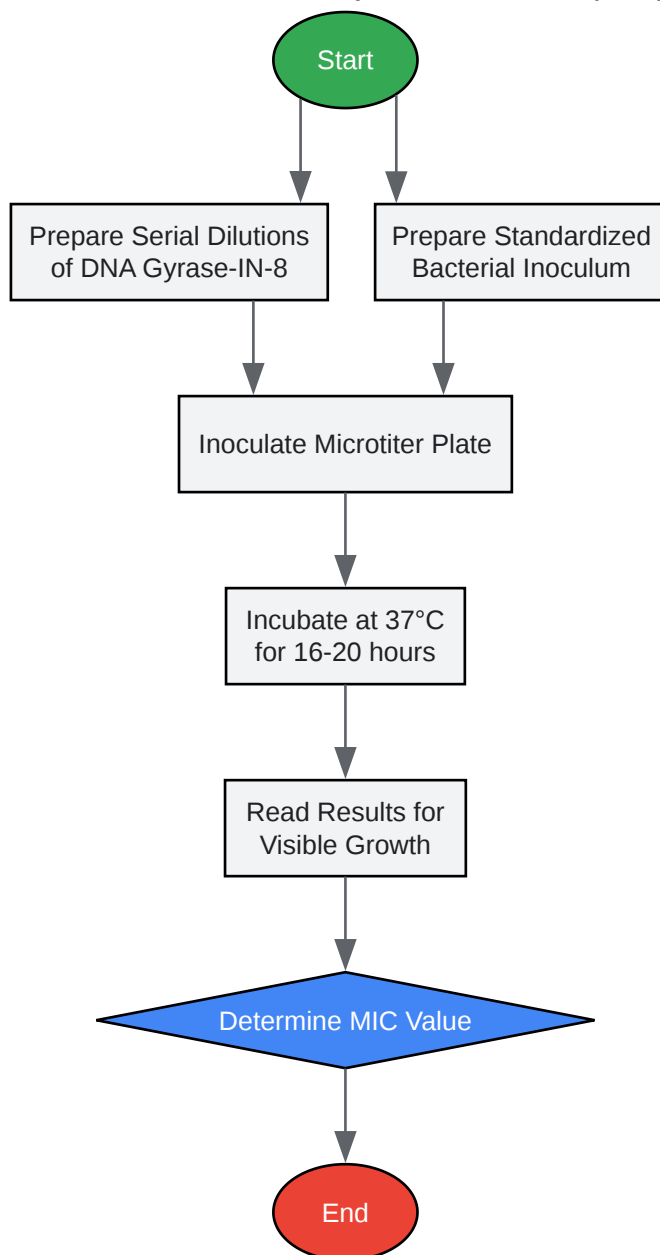 Start
Prepare Serial Dilutions
of DNA Gyrase-IN-8
Prepare Standardized
Bacterial Inoculum
Inoculate Microtiter Plate
Incubate at 37°C
for 16-20 hours
Read Results for
Visible Growth
Determine MIC Value
End